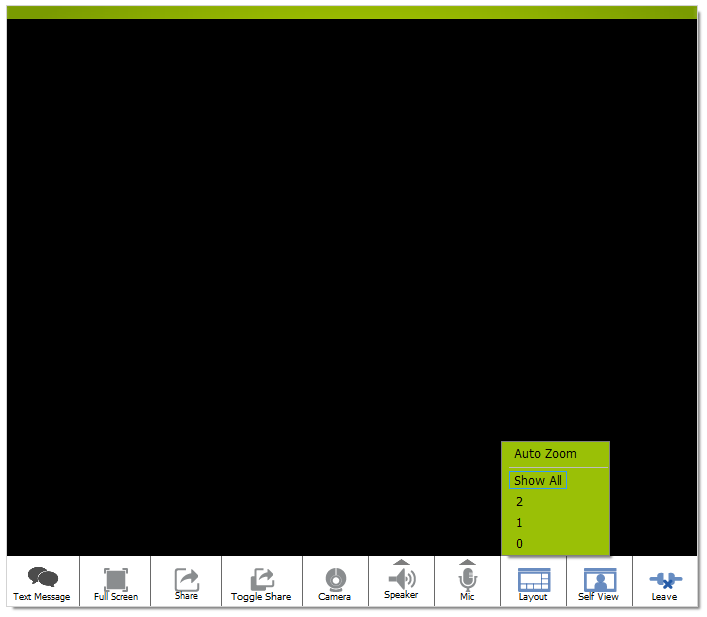 Auto Zoom
Show All
2
1
0
Text Message
Full Screen
Share
Toggle Share
Camera
Speaker
Mic
Layout
Self View
Leave